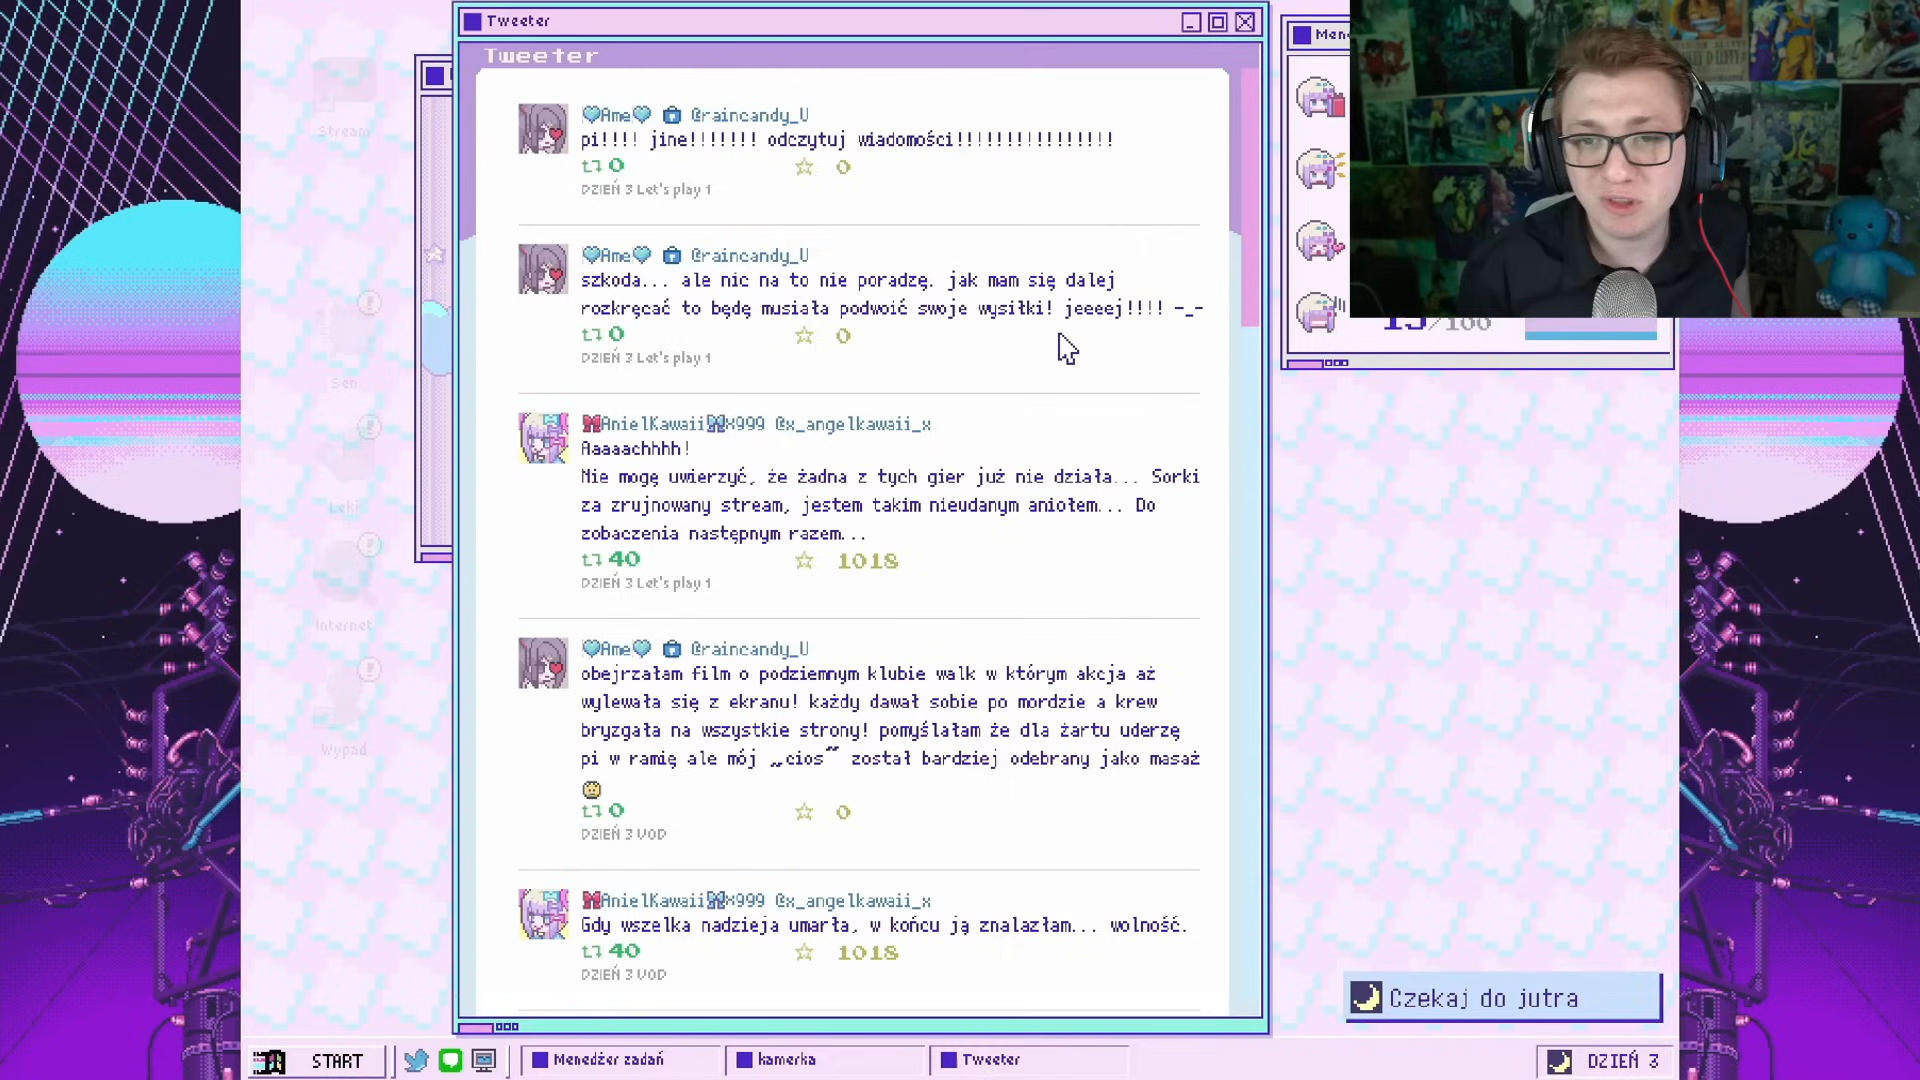 Tweeter
Tweeter
Ame @raincandy_U
pi!!!! jine!!!!!!! odczytuj wiadomości!!!!!!!!!!!!!!!!
0 0
DZIEŃ 3 Let's play 1
Ame @raincandy_U
szkoda... ale nic na to nie poradzę. jak mam się dalej
rozkręcać to będę musiała podwoić swoje wysiłki! jeeeej!!!! -_-
0 0
DZIEŃ 3 Let's play 1
AnielKawaii×999 @x_angelkawaii_x
Aaaaachhhh!
Nie mogę uwierzyć, że żadna z tych gier już nie działa... Sorki
za zrujnowany stream, jestem takim nieudanym aniołem... Do
zobaczenia następnym razem...
40 1018
DZIEŃ 3 Let's play 1
Ame @raincandy_U
obejrzałam film o podziemnym klubie walk w którym akcja aż
wylewała się z ekranu! każdy dawał sobie po mordzie a krew
bryzgała na wszystkie strony! pomyślałam że dla żartu uderzę
pi w ramię ale mój „cios” został bardziej odebrany jako masaż
0 0
DZIEŃ 3 VOD
AnielKawaii×999 @x_angelkawaii_x
Gdy wszelka nadzieja umarła, w końcu ją znalazłam... wolność.
40 1018
DZIEŃ 3 VOD
Stream
Sen
Leki
Internet
Wypad
Czekaj do jutra
START
Menedżer zadań
kamerka
Tweeter
DZIEŃ 3